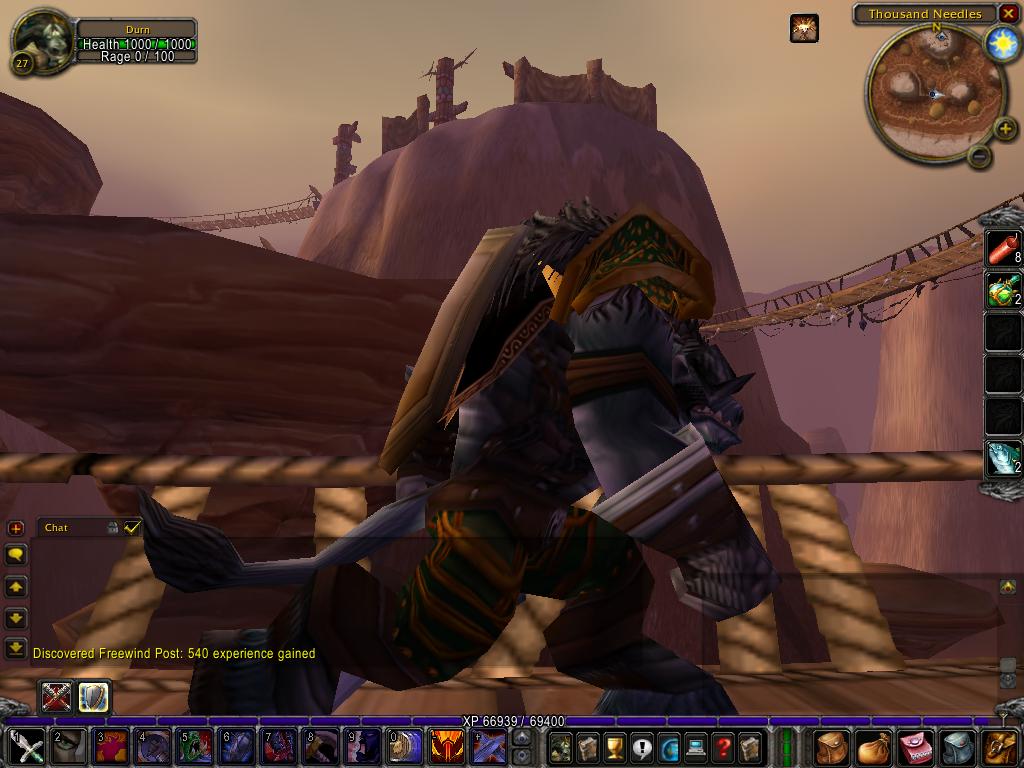 Durn
Thousand Needles
Health 1000 / 1000
Rage 0 / 100
27
N
8
2
2
Chat
Discovered Freewind Post: 540 experience gained
XP 66939 / 69400
1 2 3 4 5 6 7 8 9 0 - +